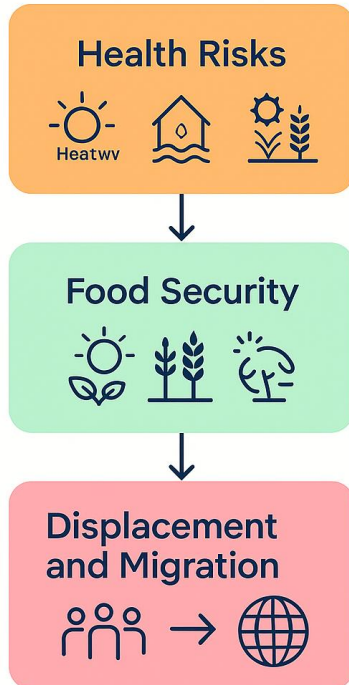 Health Risks
Heatwv
Food Security
Displacement
and Migration